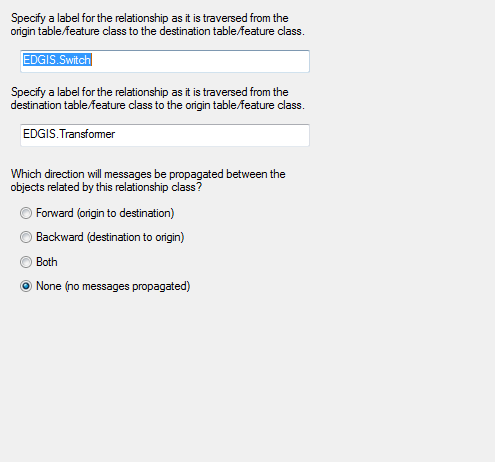 Specify a label for the relationship as it is traversed from the
origin table/feature class to the destination table/feature class.
EDGIS.Switch
Specify a label for the relationship as it is traversed from the
destination table/feature class to the origin table/feature class.
EDGIS.Transformer
Which direction will messages be propagated between the
objects related by this relationship class?
Forward (origin to destination)
Backward (destination to origin)
Both
None (no messages propagated)